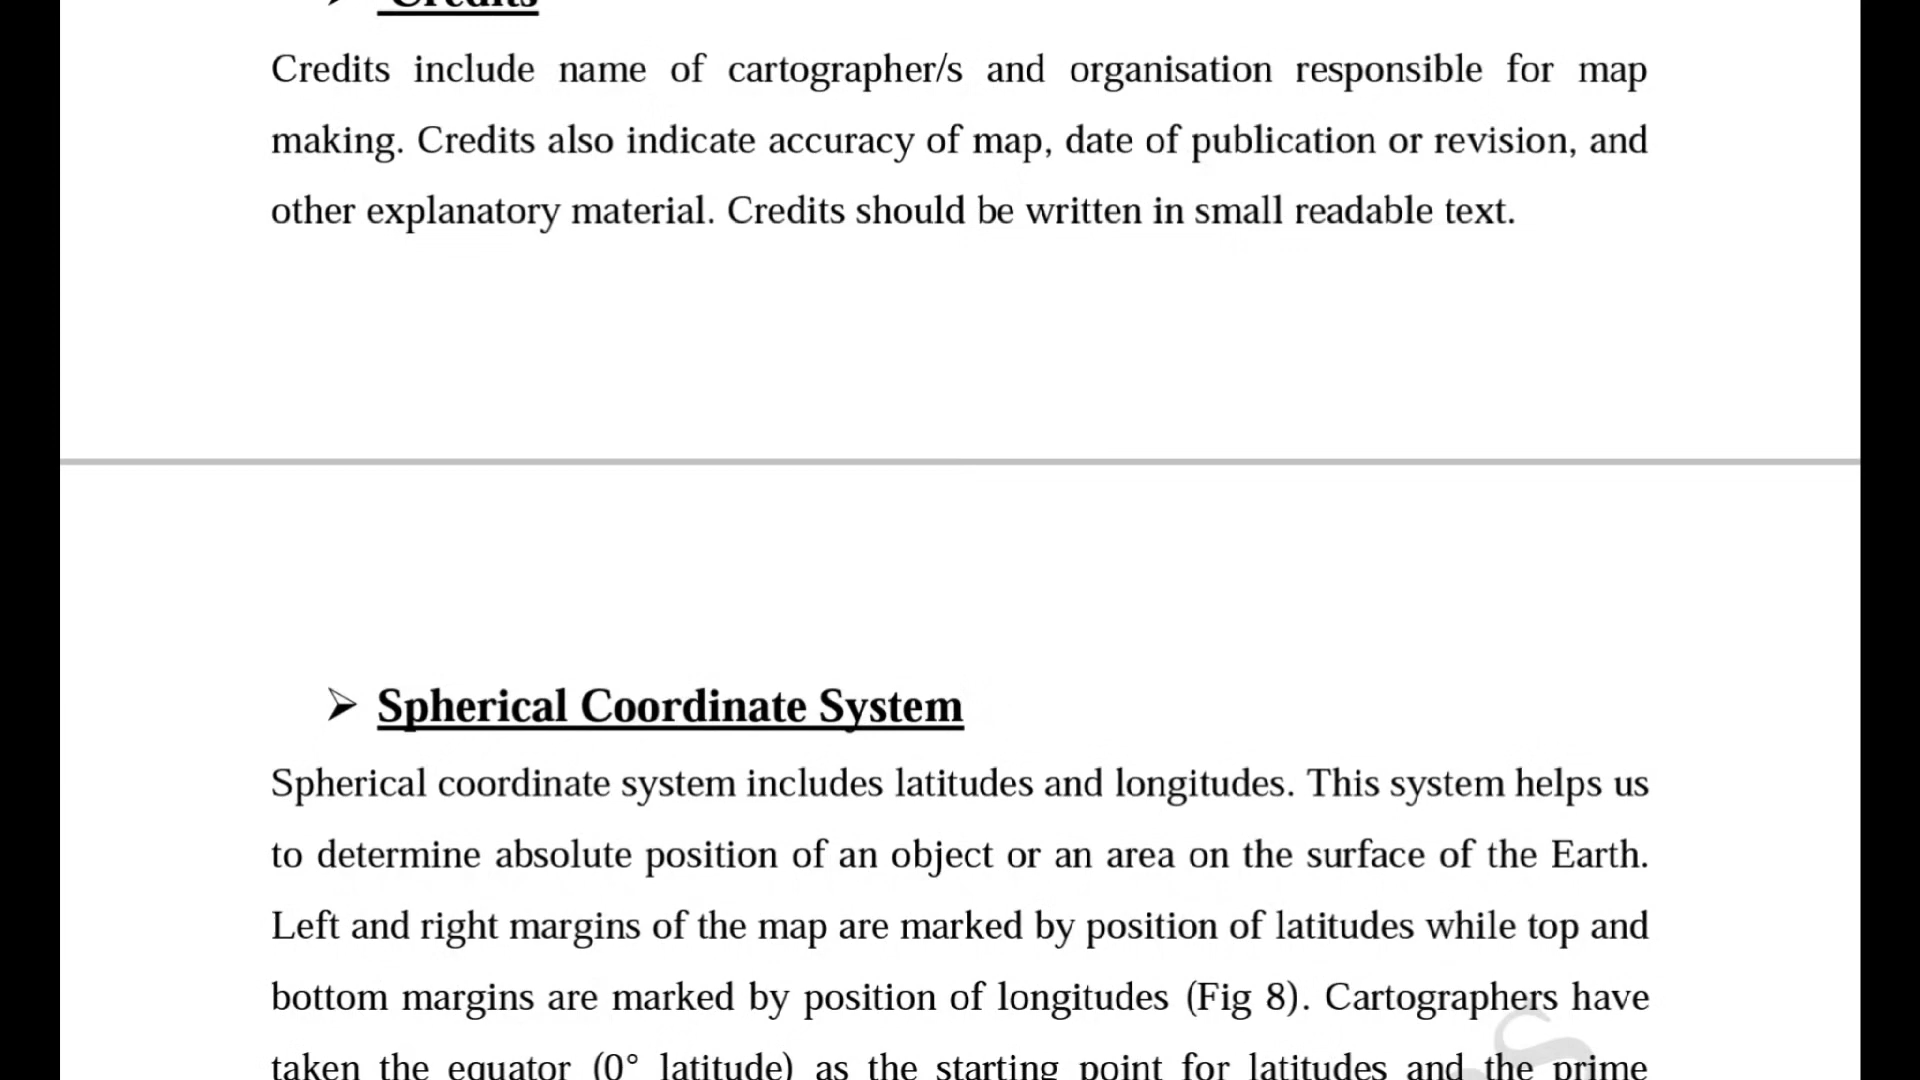 ➢ Credits
Credits include name of cartographer/s and organisation responsible for map
making. Credits also indicate accuracy of map, date of publication or revision, and
other explanatory material. Credits should be written in small readable text.
➢ Spherical Coordinate System
Spherical coordinate system includes latitudes and longitudes. This system helps us
to determine absolute position of an object or an area on the surface of the Earth.
Left and right margins of the map are marked by position of latitudes while top and
bottom margins are marked by position of longitudes (Fig 8). Cartographers have
taken the equator (0° latitude) as the starting point for latitudes and the prime